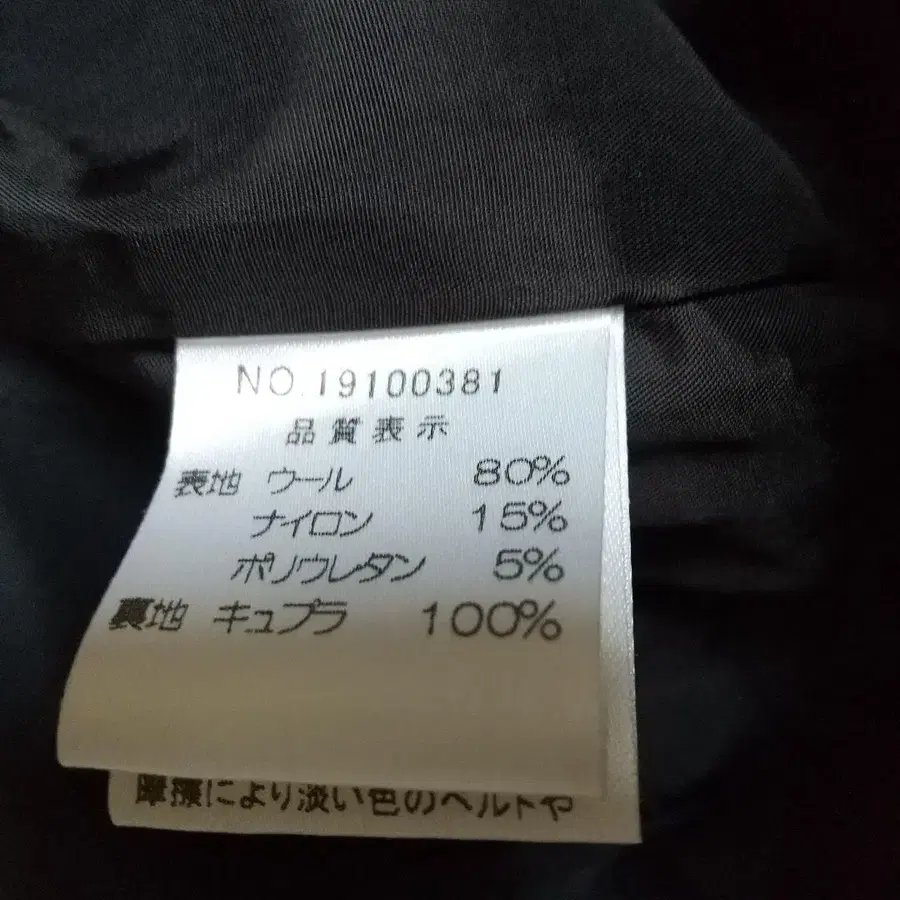 NO.19100381
品質表示
表地 ウール 80%
ナイロン 15%
ポリウレタン 5%
裏地 キュプラ 100%
摩擦により淡い色のベルトや